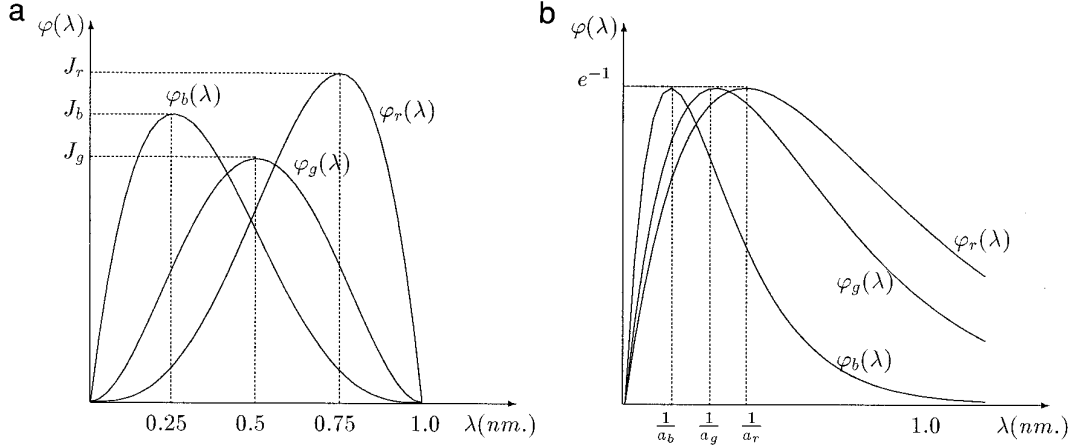 a
φ(λ)
J_r
J_b
J_g
φ_b(λ)
φ_r(λ)
φ_g(λ)
0.25 0.5 0.75 1.0 λ(nm.)
b
φ(λ)
e^{-1}
φ_r(λ)
φ_g(λ)
φ_b(λ)
1/a_b 1/a_g 1/a_r 1.0 λ(nm.)